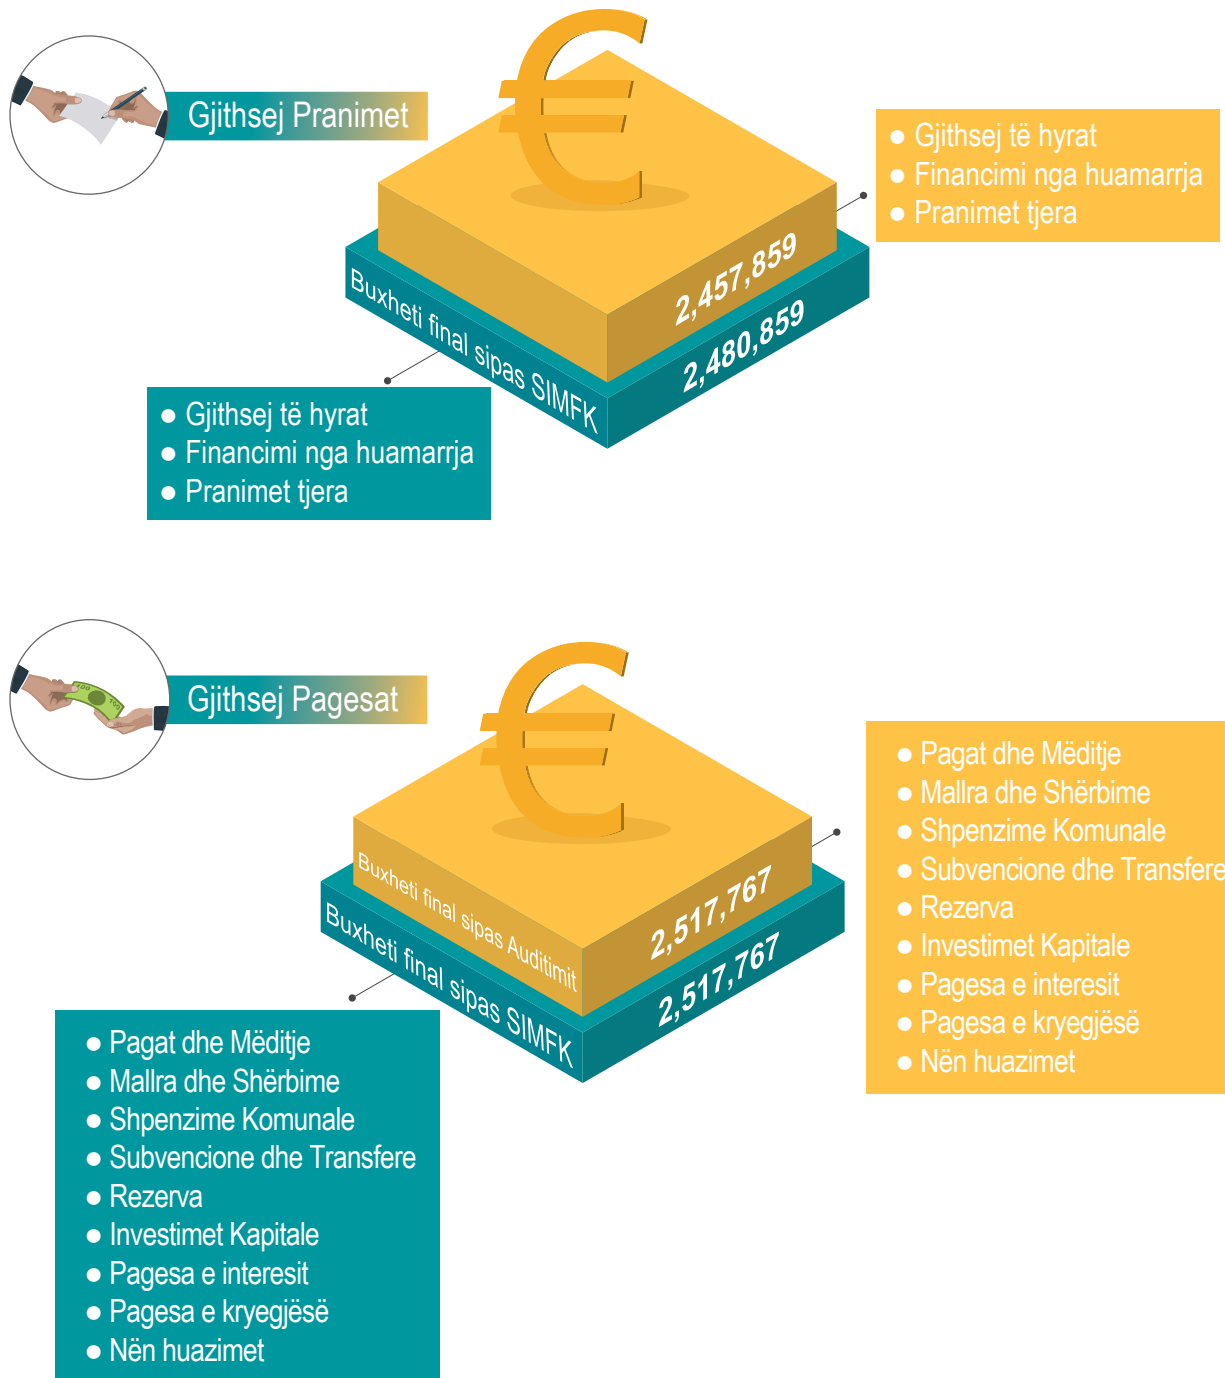 Gjithsej Pranimet
● Gjithsej të hyrat
● Financimi nga huamarrja
● Pranimet tjera
2,457,859
2,480,859
Buxheti final sipas SIMFK
● Gjithsej të hyrat
● Financimi nga huamarrja
● Pranimet tjera
Gjithsej Pagesat
● Pagat dhe Mëditje
● Mallra dhe Shërbime
● Shpenzime Komunale
● Subvencione dhe Transfere
● Rezerva
● Investimet Kapitale
● Pagesa e interesit
● Pagesa e kryegjësë
● Nën huazimet
Buxheti final sipas Auditimit
2,517,767
Buxheti final sipas SIMFK
2,517,767
● Pagat dhe Mëditje
● Mallra dhe Shërbime
● Shpenzime Komunale
● Subvencione dhe Transfere
● Rezerva
● Investimet Kapitale
● Pagesa e interesit
● Pagesa e kryegjësë
● Nën huazimet
100
100